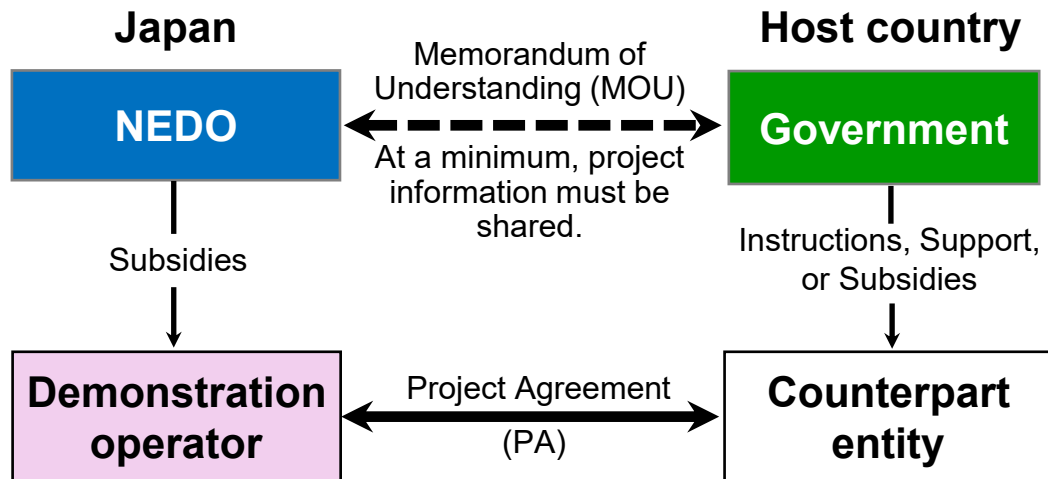 Japan
Host country
Memorandum of
Understanding (MOU)
NEDO
Government
At a minimum, project
information must be
shared.
Subsidies
Instructions, Support,
or Subsidies
Demonstration
operator
Project Agreement
(PA)
Counterpart
entity